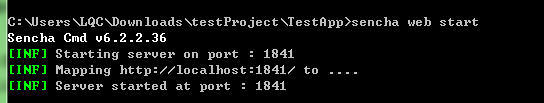 C:\Users\LQC\Downloads\testProject\TestApp>sencha web start
Sencha Cmd v6.2.2.36
[INF] Starting server on port : 1841
[INF] Mapping http://localhost:1841/ to ....
[INF] Server started at port : 1841